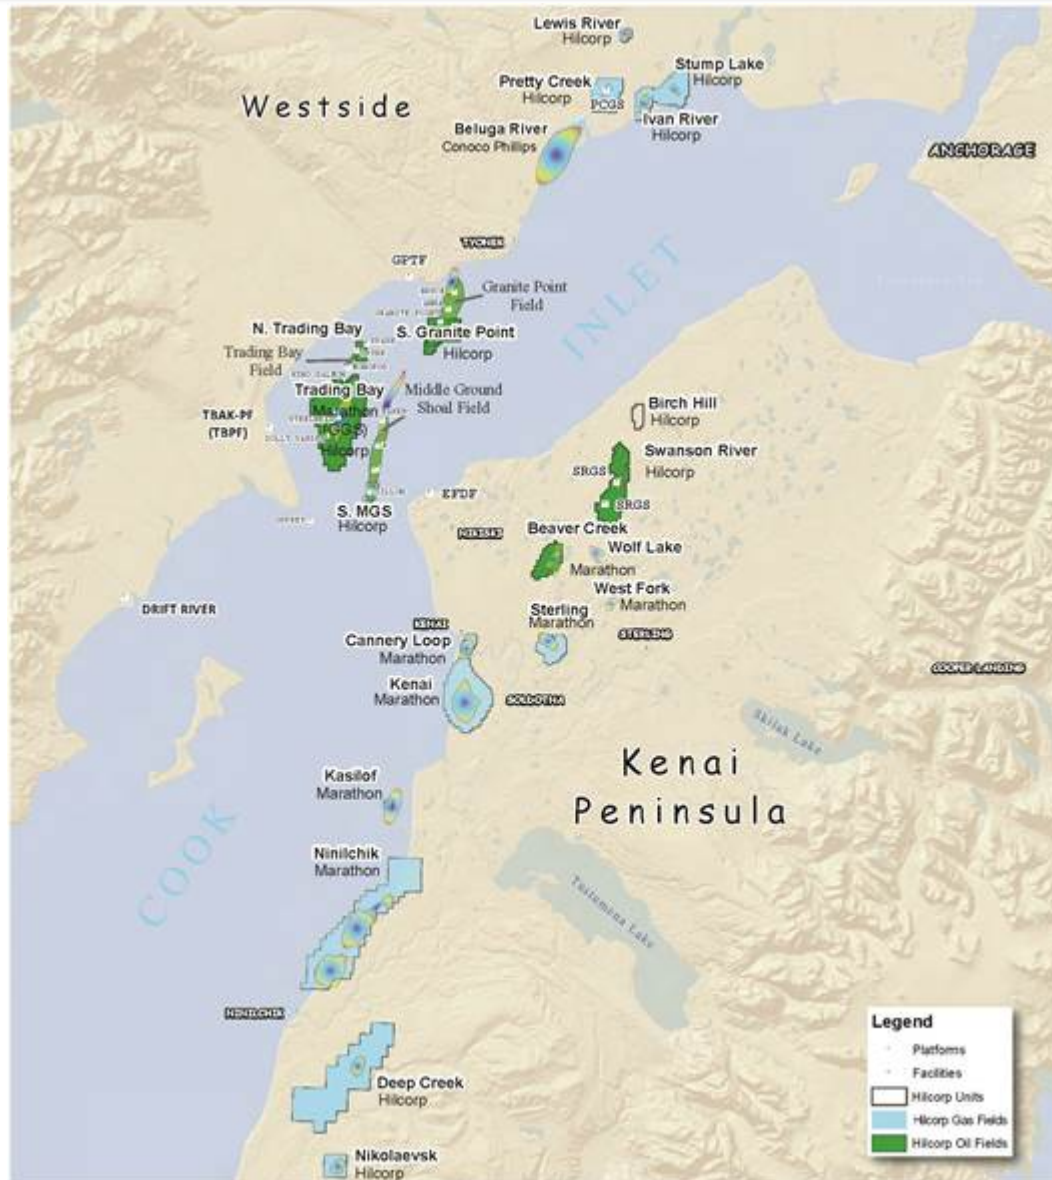 Lewis River
Hilcorp
Stump Lake
Hilcorp
Pretty Creek
Hilcorp
PCGS
Westside
Ivan River
Hilcorp
Beluga River
Conoco Phillips
ANCHORAGE
TYONEK
GPTF
Granite Point
Field
INLET
N. Trading Bay
S. Granite Point
Hilcorp
Trading Bay
Field
Trading Bay
Marathon
(GGS)
Hilcorp
Middle Ground
Shoal Field
TBAK-PF
(TBPF)
Birch Hill
Hilcorp
Swanson River
Hilcorp
SRGS
SRGS
EFDF
S. MGS
Hilcorp
NIKISKI
Beaver Creek
Marathon
Wolf Lake
West Fork
Marathon
DRIFT RIVER
Sterling
Marathon
STERLING
KENAI
Cannery Loop
Marathon
Kenai
Marathon
SOLDOTNA
COOPER LANDING
Skilak Lake
Kenai
Peninsula
Kasilof
Marathon
COOK
Ninilchik
Marathon
Tustumena Lake
NINILCHIK
Deep Creek
Hilcorp
Nikolaevsk
Hilcorp
Legend
Platforms
Facilities
Hilcorp Units
Hilcorp Gas Fields
Hilcorp Oil Fields